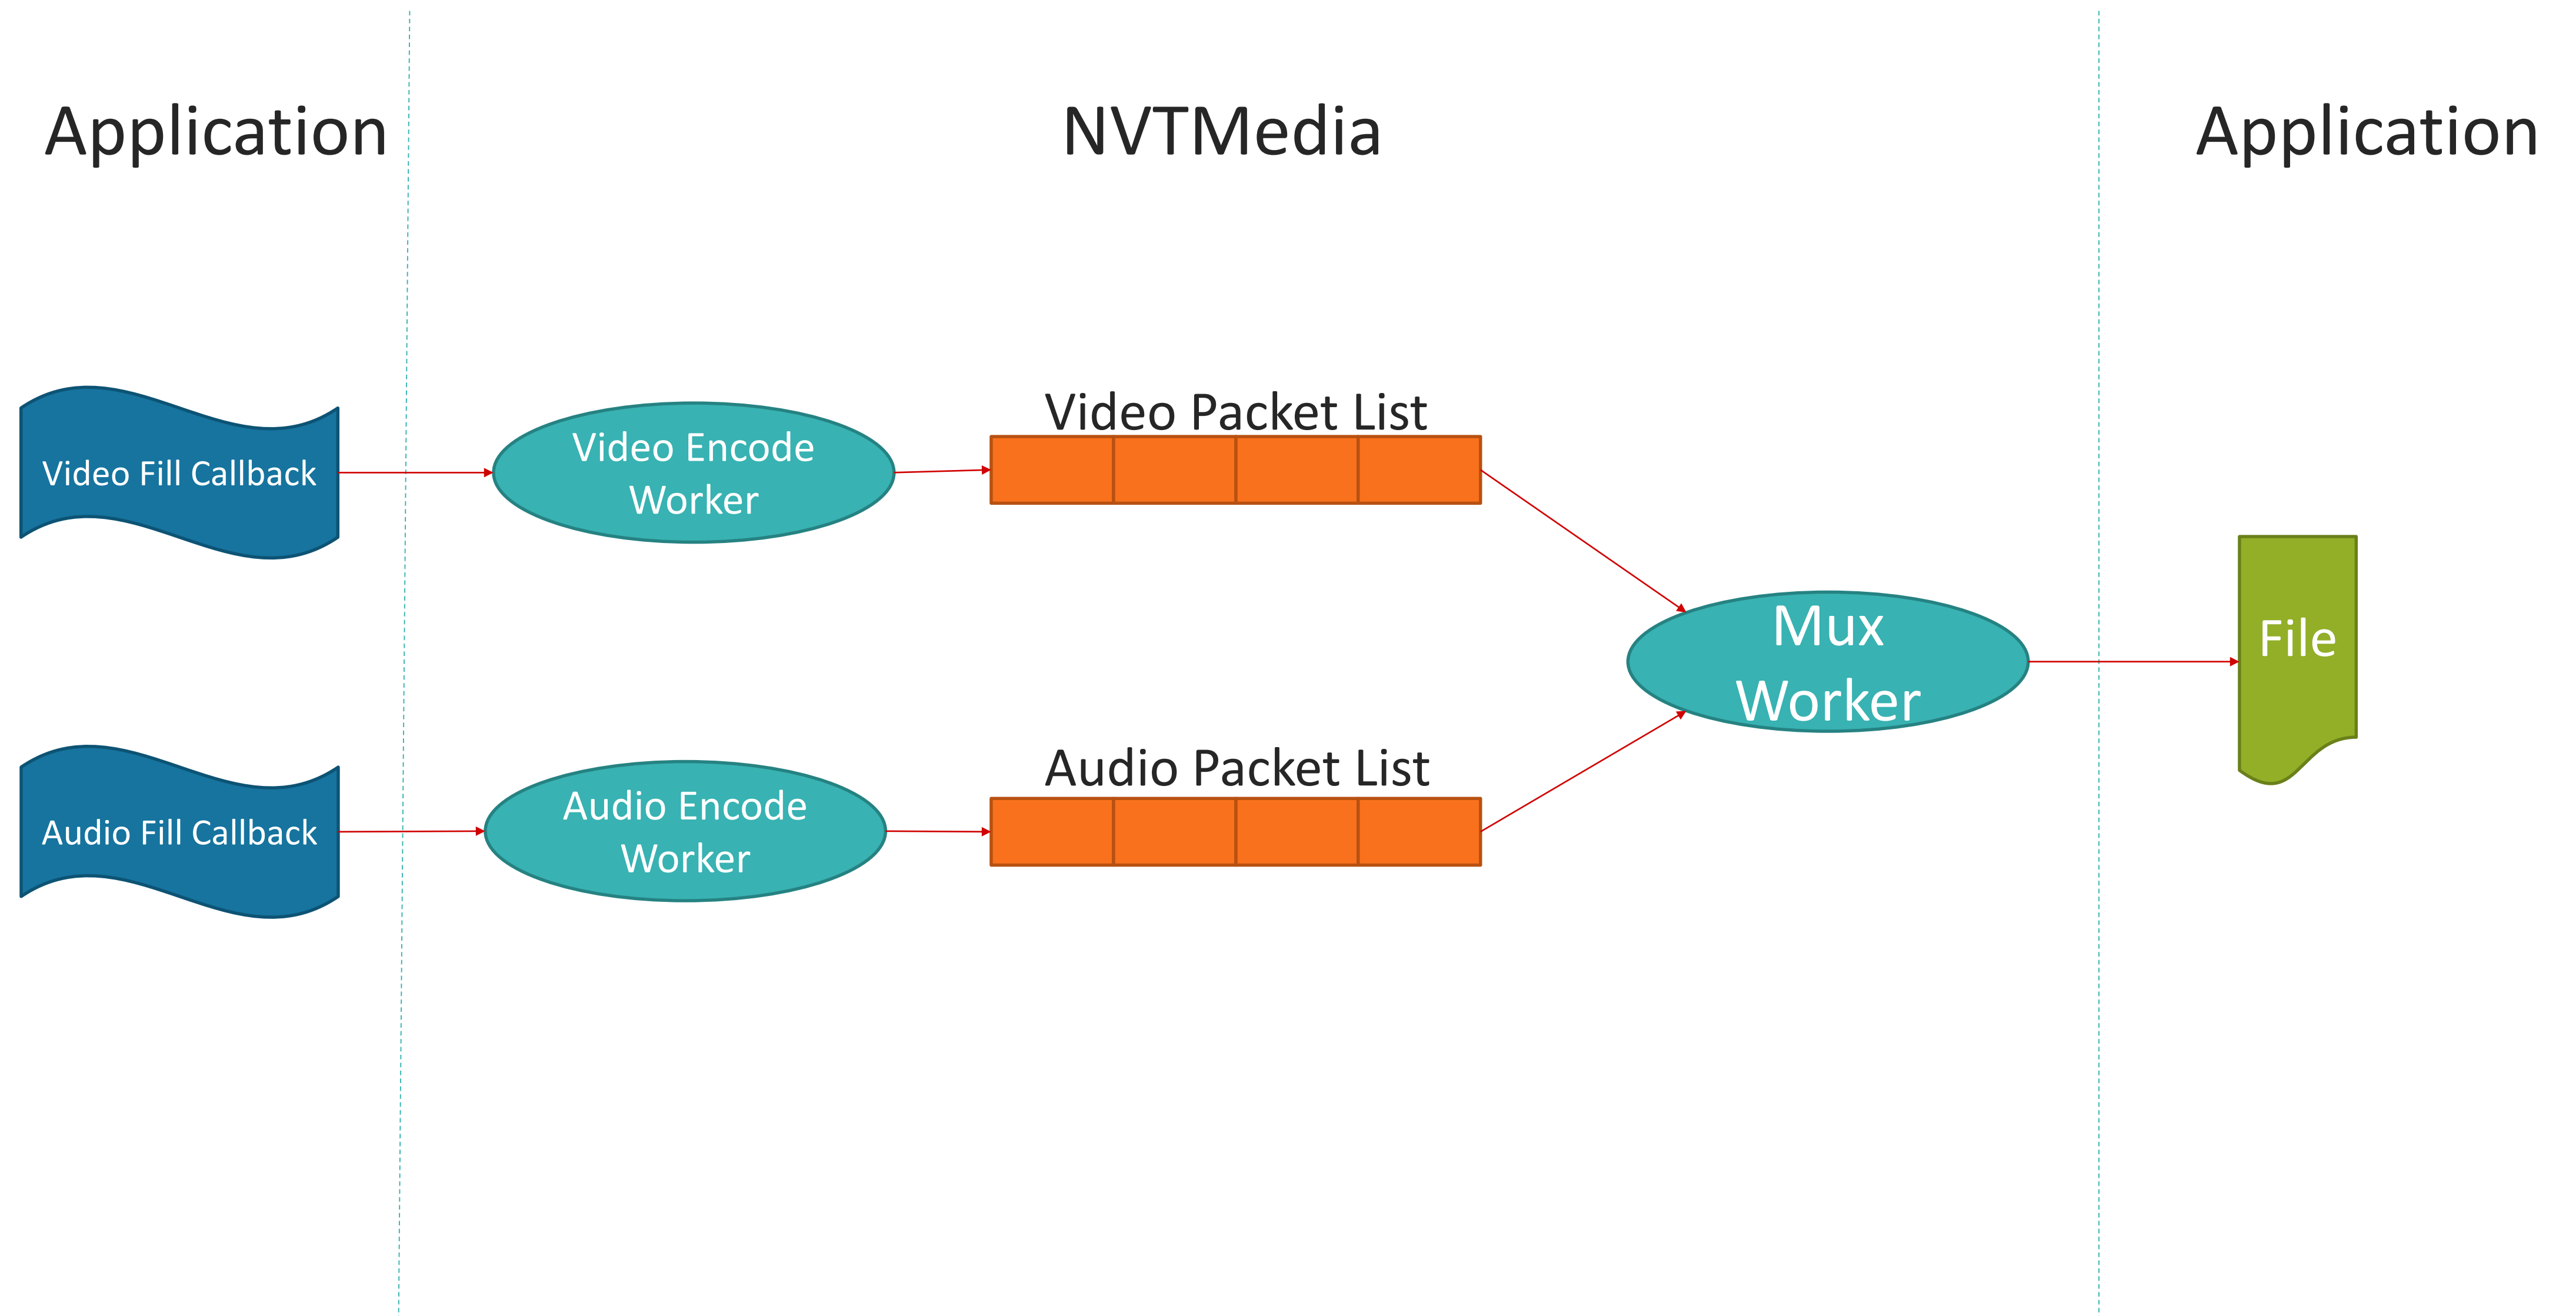 Application
NVTMedia
Application
Video Fill Callback
Video Encode
Worker
Video Packet List
Mux
Worker
File
Audio Fill Callback
Audio Encode
Worker
Audio Packet List